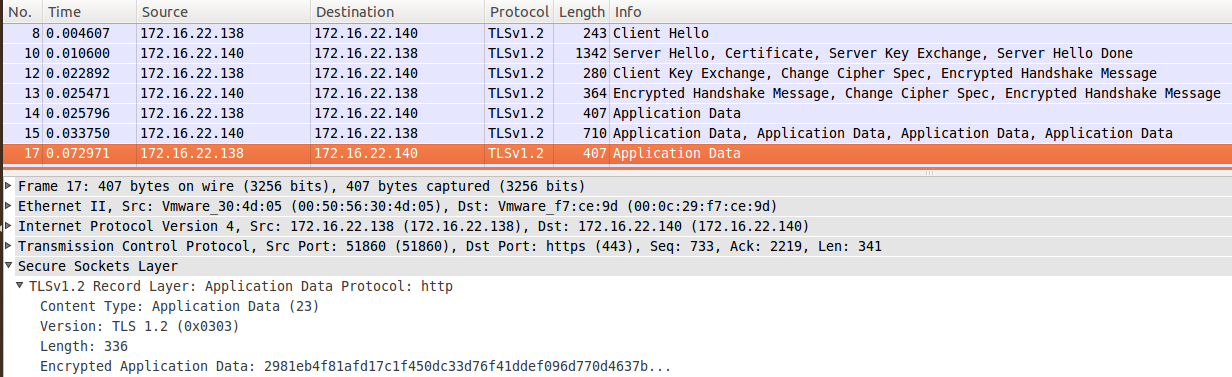 No. Time Source Destination Protocol Length Info
8 0.004607 172.16.22.138 172.16.22.140 TLSv1.2 243 Client Hello
10 0.010600 172.16.22.140 172.16.22.138 TLSv1.2 1342 Server Hello, Certificate, Server Key Exchange, Server Hello Done
12 0.022892 172.16.22.138 172.16.22.140 TLSv1.2 280 Client Key Exchange, Change Cipher Spec, Encrypted Handshake Message
13 0.025471 172.16.22.140 172.16.22.138 TLSv1.2 364 Encrypted Handshake Message, Change Cipher Spec, Encrypted Handshake Message
14 0.025796 172.16.22.138 172.16.22.140 TLSv1.2 407 Application Data
15 0.033750 172.16.22.140 172.16.22.138 TLSv1.2 710 Application Data, Application Data, Application Data, Application Data
17 0.072971 172.16.22.138 172.16.22.140 TLSv1.2 407 Application Data
Frame 17: 407 bytes on wire (3256 bits), 407 bytes captured (3256 bits)
Ethernet II, Src: Vmware_30:4d:05 (00:50:56:30:4d:05), Dst: Vmware_f7:ce:9d (00:0c:29:f7:ce:9d)
Internet Protocol Version 4, Src: 172.16.22.138 (172.16.22.138), Dst: 172.16.22.140 (172.16.22.140)
Transmission Control Protocol, Src Port: 51860 (51860), Dst Port: https (443), Seq: 733, Ack: 2219, Len: 341
Secure Sockets Layer
TLSv1.2 Record Layer: Application Data Protocol: http
Content Type: Application Data (23)
Version: TLS 1.2 (0x0303)
Length: 336
Encrypted Application Data: 2981eb4f81afd17c1f450dc33d76f41ddef096d770d4637b...